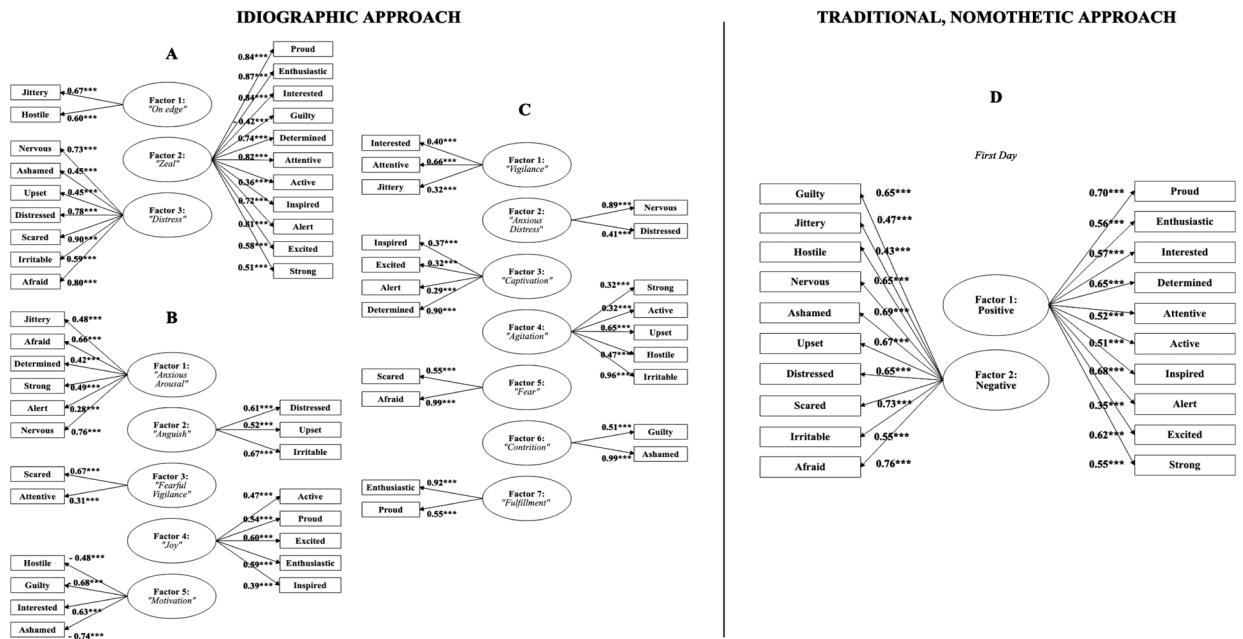 IDIOGRAPHIC APPROACH
A
Jittery 0.67***
Hostile 0.60***
Factor 1:
"On edge"
Nervous 0.73***
Ashamed 0.45***
Upset 0.45***
Distressed 0.78***
Scared 0.90***
Irritable 0.59***
Afraid 0.80***
Factor 2:
"Zeal"
Factor 3:
"Distress"
0.84*** Proud
0.87*** Enthusiastic
0.84*** Interested
- 0.42*** Guilty
0.74*** Determined
0.82*** Attentive
0.36*** Active
0.72*** Inspired
0.81*** Alert
0.58*** Excited
0.51*** Strong
B
Jittery 0.48***
Afraid 0.66***
Determined 0.42***
Strong 0.49***
Alert 0.28***
Nervous 0.76***
Factor 1:
"Anxious
Arousal"
Factor 2:
"Anguish"
0.61*** Distressed
0.52*** Upset
0.67*** Irritable
Scared 0.67***
Attentive 0.31***
Factor 3:
"Fearful
Vigilance"
Factor 4:
"Joy"
0.47*** Active
0.54*** Proud
0.60*** Excited
0.59*** Enthusiastic
0.39*** Inspired
Hostile - 0.48***
Guilty - 0.68***
Interested 0.63***
Ashamed - 0.74***
Factor 5:
"Motivation"
C
Interested 0.40***
Attentive 0.66***
Jittery 0.32***
Factor 1:
"Vigilance"
Factor 2:
"Anxious
Distress"
0.89*** Nervous
0.41*** Distressed
Inspired 0.37***
Excited 0.32***
Alert 0.29***
Determined 0.90***
Factor 3:
"Captivation"
Factor 4:
"Agitation"
0.32*** Strong
0.32*** Active
0.65*** Upset
0.47*** Hostile
0.96*** Irritable
Scared 0.55***
Afraid 0.99***
Factor 5:
"Fear"
Factor 6:
"Contrition"
0.51*** Guilty
0.99*** Ashamed
Enthusiastic 0.92***
Proud 0.55***
Factor 7:
"Fulfillment"
TRADITIONAL, NOMOTHETIC APPROACH
D
First Day
Guilty 0.65***
Jittery 0.47***
Hostile 0.43***
Nervous 0.65***
Ashamed 0.69***
Upset 0.67***
Distressed 0.65***
Scared 0.73***
Irritable 0.55***
Afraid 0.76***
Factor 1:
Positive
Factor 2:
Negative
0.70*** Proud
0.56*** Enthusiastic
0.57*** Interested
0.65*** Determined
0.52*** Attentive
0.51*** Active
0.68*** Inspired
0.35*** Alert
0.62*** Excited
0.55*** Strong